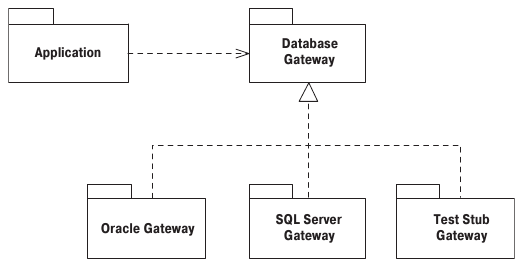 Application
Database
Gateway
Oracle Gateway
SQL Server
Gateway
Test Stub
Gateway